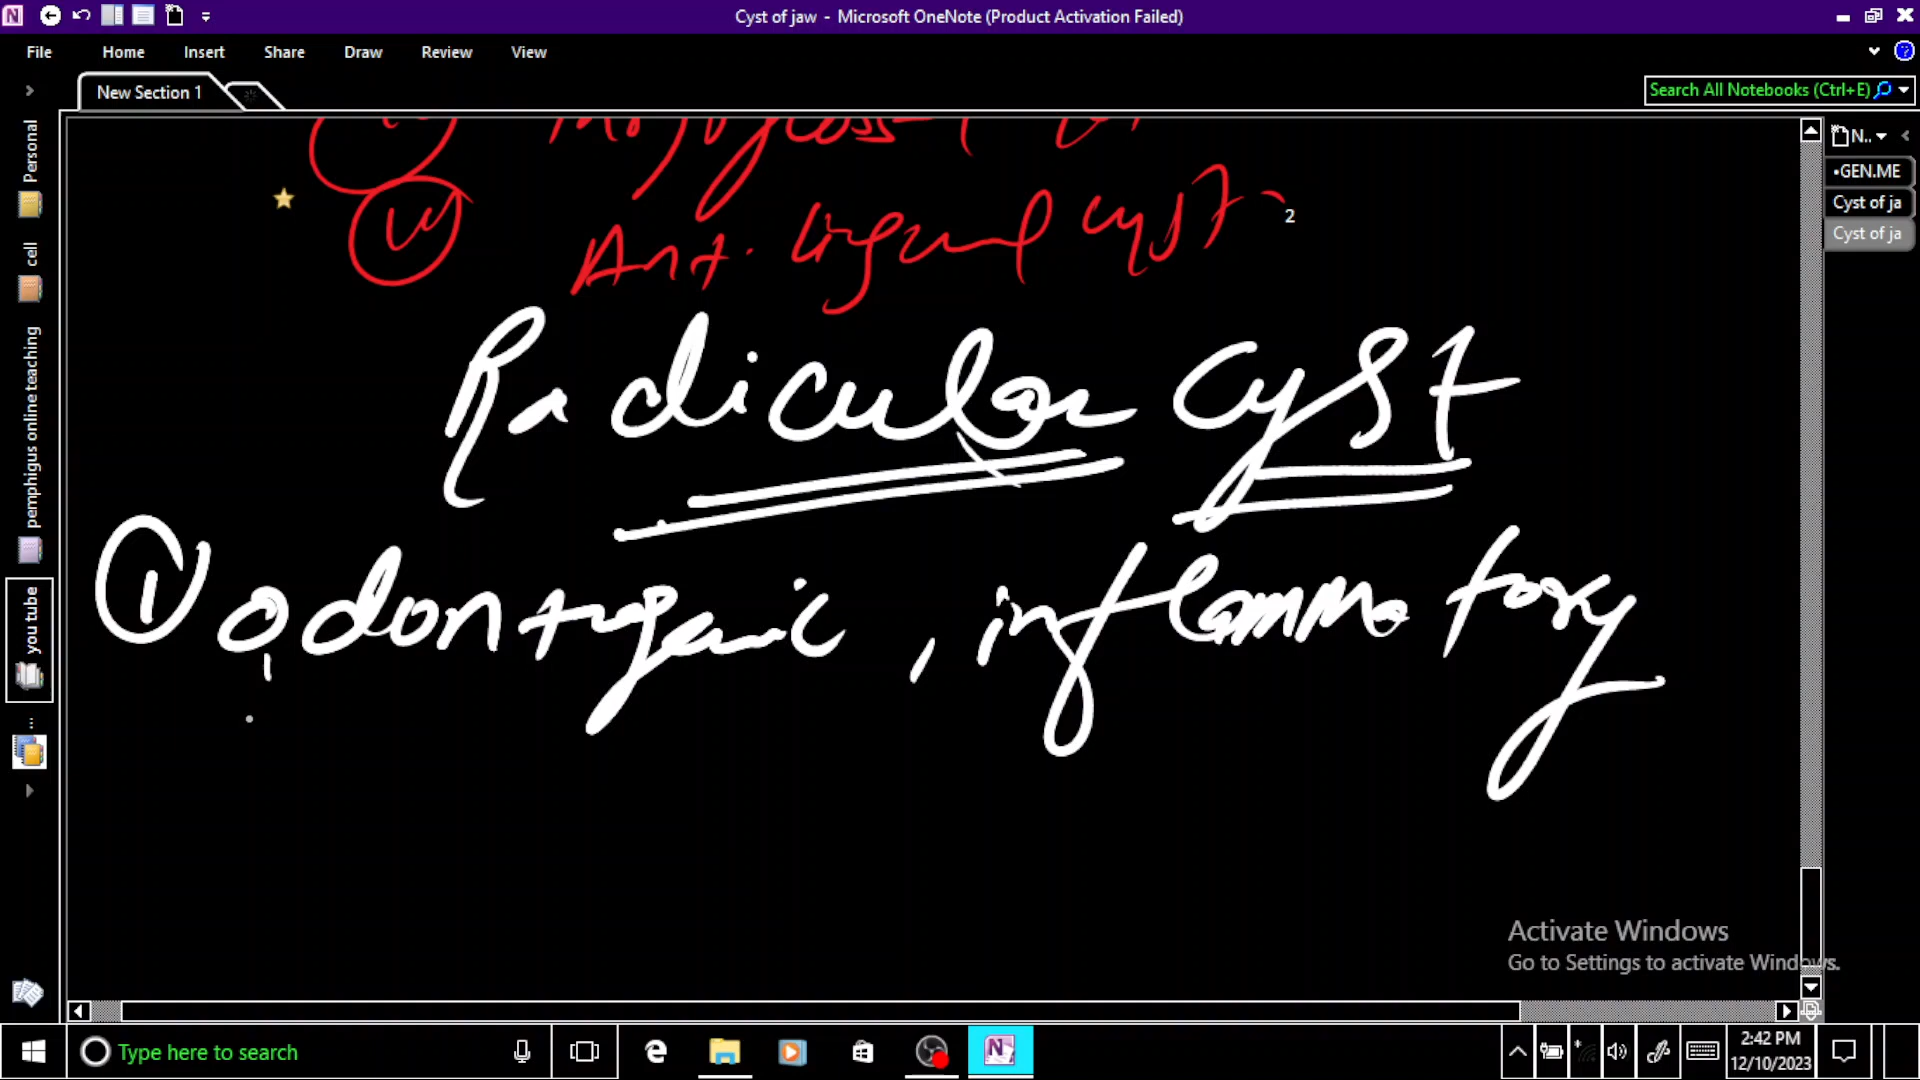 Cyst of jaw - Microsoft OneNote (Product Activation Failed)
File Home Insert Share Draw Review View
New Section 1
Search All Notebooks (Ctrl+E)
N..
•GEN.ME
Cyst of ja
Cyst of ja
Personal
cell
pemphigus online teaching
you tube
...
Ant. lingual cyst -
2
Radicular cyst
1 odontogenic , inflammatory
Activate Windows
Go to Settings to activate Windows.
Type here to search
2:42 PM
12/10/2023